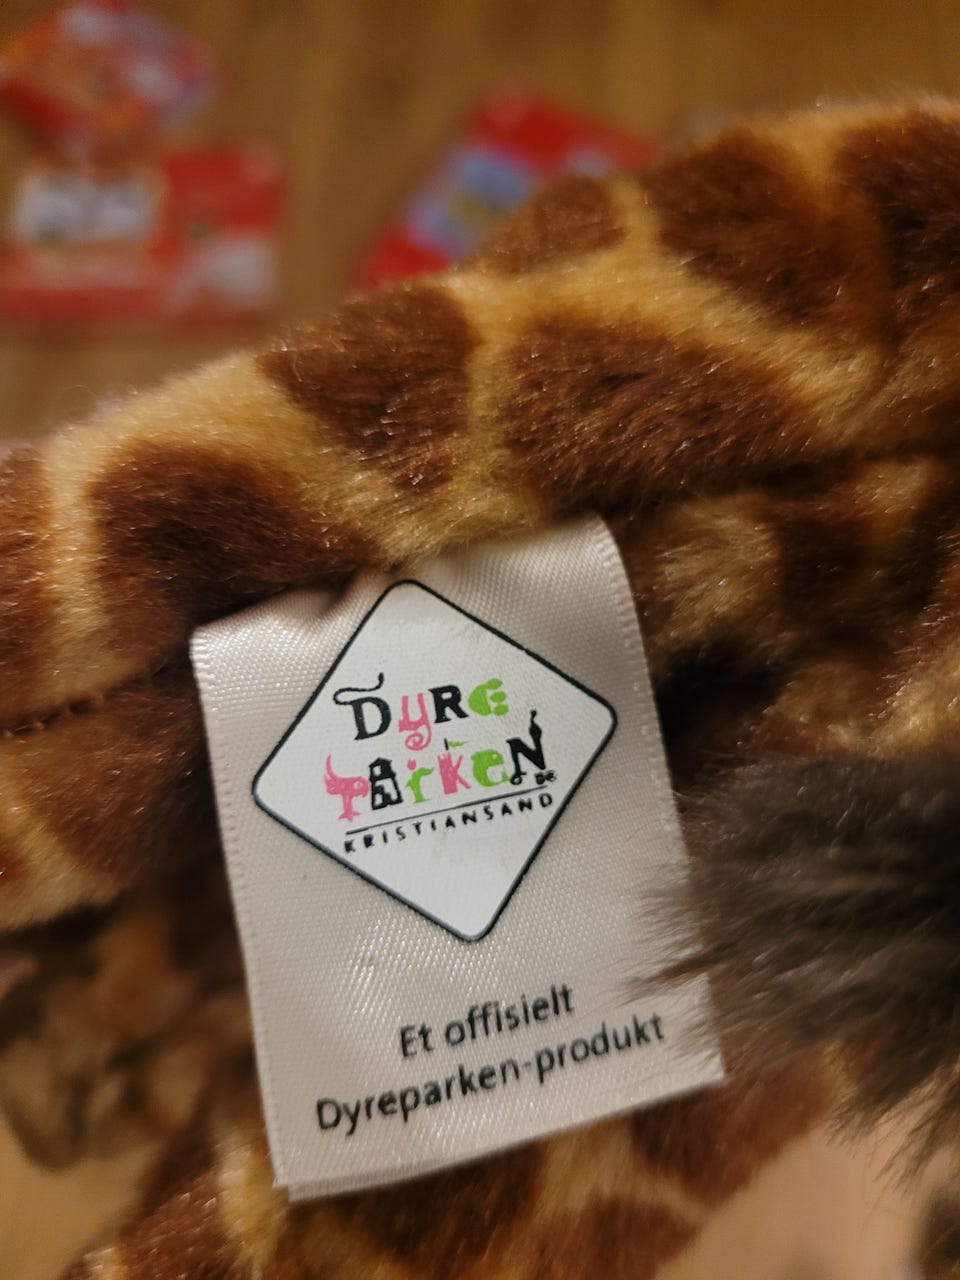 DyRe
PARKeN
KRISTIANSAND
Et offisielt
Dyreparken-produkt